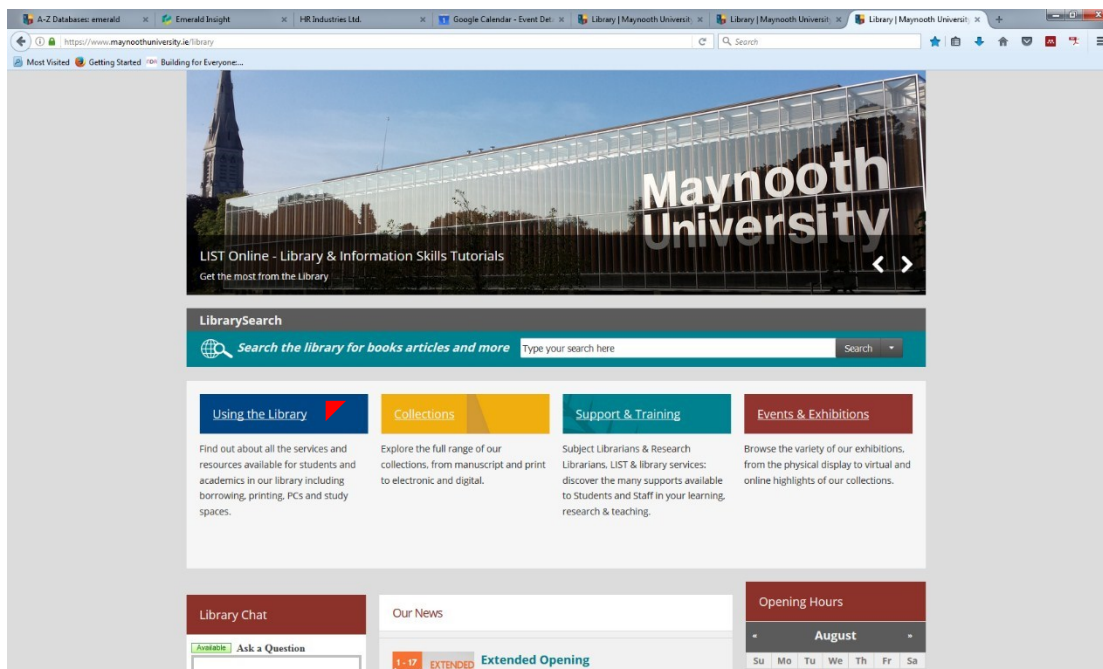 A-Z Databases: emerald
Emerald Insight
HR Industries Ltd.
Google Calendar - Event Deta
Library | Maynooth Universit
Library | Maynooth Universit
Library | Maynooth Universit
https://www.maynoothuniversity.ie/library
Search
Most Visited Getting Started Building for Everyone:...
Maynooth
University
LIST Online - Library & Information Skills Tutorials
Get the most from the Library
LibrarySearch
Search the library for books articles and more Type your search here Search
Using the Library
Find out about all the services and
resources available for students and
academics in our library including
borrowing, printing, PCs and study
spaces.
Collections
Explore the full range of our
collections, from manuscript and print
to electronic and digital.
Support & Training
Subject Librarians & Research
Librarians, LIST & library services:
discover the many supports available
to Students and Staff in your learning,
research & teaching.
Events & Exhibitions
Browse the variety of our exhibitions,
from the physical display to virtual and
online highlights of our collections.
Library Chat
Available Ask a Question
Our News
1 - 17 EXTENDED Extended Opening
Opening Hours
« August »
Su Mo Tu We Th Fr Sa